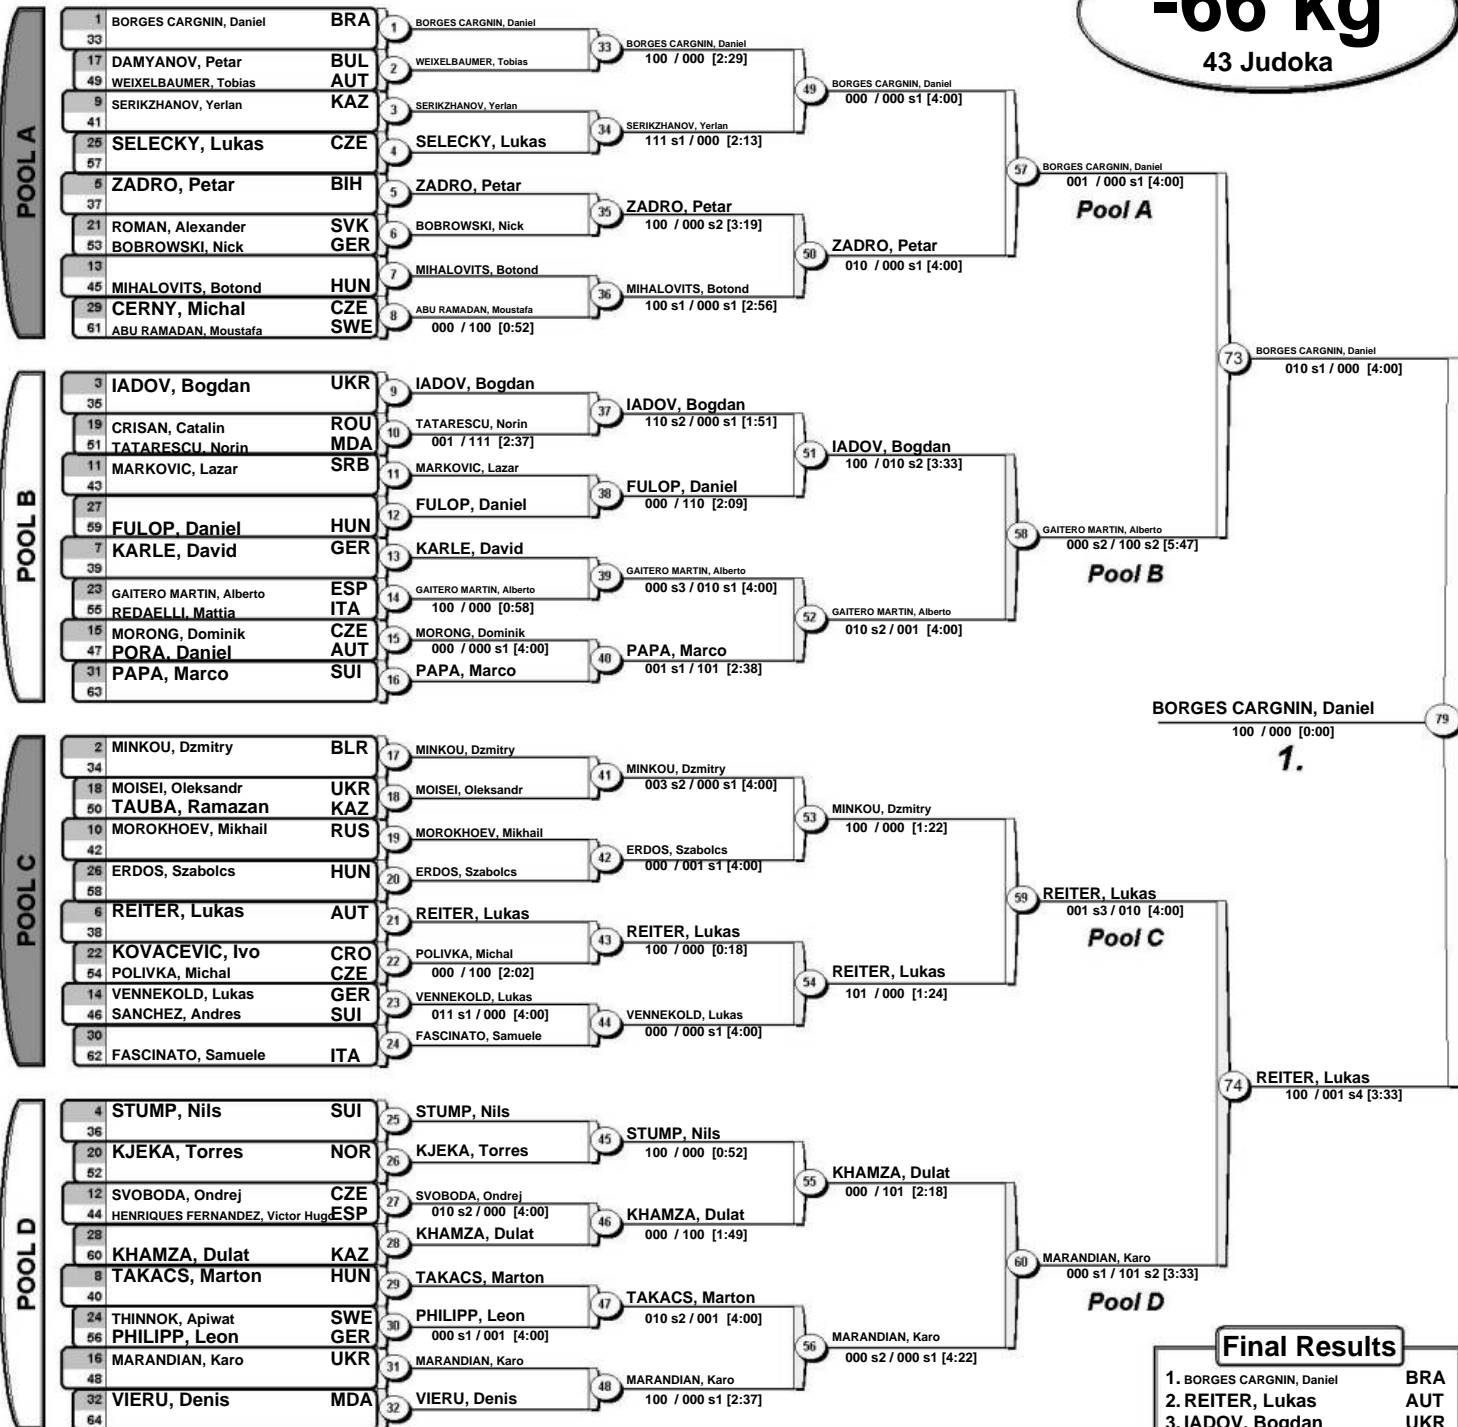 -66 kg
43 Judoka
POOL A
1 BORGES CARGNIN, Daniel BRA
33
17 DAMYANOV, Petar BUL
49 WEIXELBAUMER, Tobias AUT
9 SERIKZHANOV, Yerlan KAZ
41
25 SELECKY, Lukas CZE
57
5 ZADRO, Petar BIH
37
21 ROMAN, Alexander SVK
53 BOBROWSKI, Nick GER
13
45 MIHALOVITS, Botond HUN
29 CERNY, Michal CZE
61 ABU RAMADAN, Moustafa SWE
1 BORGES CARGNIN, Daniel
2 WEIXELBAUMER, Tobias
3 SERIKZHANOV, Yerlan
4 SELECKY, Lukas
5 ZADRO, Petar
6 BOBROWSKI, Nick
7 MIHALOVITS, Botond
8 ABU RAMADAN, Moustafa
000 / 100 [0:52]
33 BORGES CARGNIN, Daniel
100 / 000 [2:29]
34 SERIKZHANOV, Yerlan
111 s1 / 000 [2:13]
35 ZADRO, Petar
100 / 000 s2 [3:19]
36 MIHALOVITS, Botond
100 s1 / 000 s1 [2:56]
49 BORGES CARGNIN, Daniel
000 / 000 s1 [4:00]
50 ZADRO, Petar
010 / 000 s1 [4:00]
57 BORGES CARGNIN, Daniel
001 / 000 s1 [4:00]
Pool A
POOL B
3 IADOV, Bogdan UKR
35
19 CRISAN, Catalin ROU
51 TATARESCU, Norin MDA
11 MARKOVIC, Lazar SRB
43
27
59 FULOP, Daniel HUN
7 KARLE, David GER
39
23 GAITERO MARTIN, Alberto ESP
55 REDAELLI, Mattia ITA
15 MORONG, Dominik CZE
47 PORA, Daniel AUT
31 PAPA, Marco SUI
63
9 IADOV, Bogdan
10 TATARESCU, Norin
001 / 111 [2:37]
11 MARKOVIC, Lazar
12 FULOP, Daniel
13 KARLE, David
14 GAITERO MARTIN, Alberto
100 / 000 [0:58]
15 MORONG, Dominik
000 / 000 s1 [4:00]
16 PAPA, Marco
37 IADOV, Bogdan
110 s2 / 000 s1 [1:51]
38 FULOP, Daniel
000 / 110 [2:09]
39 GAITERO MARTIN, Alberto
000 s3 / 010 s1 [4:00]
40 PAPA, Marco
001 s1 / 101 [2:38]
51 IADOV, Bogdan
100 / 010 s2 [3:33]
52 GAITERO MARTIN, Alberto
010 s2 / 001 [4:00]
58 GAITERO MARTIN, Alberto
000 s2 / 100 s2 [5:47]
Pool B
73 BORGES CARGNIN, Daniel
010 s1 / 000 [4:00]
BORGES CARGNIN, Daniel 79
100 / 000 [0:00]
1.
POOL C
2 MINKOU, Dzmitry BLR
34
18 MOISEI, Oleksandr UKR
50 TAUBA, Ramazan KAZ
10 MOROKHOEV, Mikhail RUS
42
26 ERDOS, Szabolcs HUN
58
6 REITER, Lukas AUT
38
22 KOVACEVIC, Ivo CRO
54 POLIVKA, Michal CZE
14 VENNEKOLD, Lukas GER
46 SANCHEZ, Andres SUI
30
62 FASCINATO, Samuele ITA
17 MINKOU, Dzmitry
18 MOISEI, Oleksandr
19 MOROKHOEV, Mikhail
20 ERDOS, Szabolcs
21 REITER, Lukas
22 POLIVKA, Michal
000 / 100 [2:02]
23 VENNEKOLD, Lukas
011 s1 / 000 [4:00]
24 FASCINATO, Samuele
41 MINKOU, Dzmitry
003 s2 / 000 s1 [4:00]
42 ERDOS, Szabolcs
000 / 001 s1 [4:00]
43 REITER, Lukas
100 / 000 [0:18]
44 VENNEKOLD, Lukas
000 / 000 s1 [4:00]
53 MINKOU, Dzmitry
100 / 000 [1:22]
54 REITER, Lukas
101 / 000 [1:24]
59 REITER, Lukas
001 s3 / 010 [4:00]
Pool C
POOL D
4 STUMP, Nils SUI
36
20 KJEKA, Torres NOR
52
12 SVOBODA, Ondrej CZE
44 HENRIQUES FERNANDEZ, Victor Hugo ESP
28
60 KHAMZA, Dulat KAZ
8 TAKACS, Marton HUN
40
24 THINNOK, Apiwat SWE
56 PHILIPP, Leon GER
16 MARANDIAN, Karo UKR
48
32 VIERU, Denis MDA
64
25 STUMP, Nils
26 KJEKA, Torres
27 SVOBODA, Ondrej
010 s2 / 000 [4:00]
28 KHAMZA, Dulat
29 TAKACS, Marton
30 PHILIPP, Leon
000 s1 / 001 [4:00]
31 MARANDIAN, Karo
32 VIERU, Denis
45 STUMP, Nils
100 / 000 [0:52]
46 KHAMZA, Dulat
000 / 100 [1:49]
47 TAKACS, Marton
010 s2 / 001 [4:00]
48 MARANDIAN, Karo
100 / 000 s1 [2:37]
55 KHAMZA, Dulat
000 / 101 [2:18]
56 MARANDIAN, Karo
000 s2 / 000 s1 [4:22]
60 MARANDIAN, Karo
000 s1 / 101 s2 [3:33]
Pool D
74 REITER, Lukas
100 / 001 s4 [3:33]
Final Results
1. BORGES CARGNIN, Daniel BRA
2. REITER, Lukas AUT
3. IADOV, Bogdan UKR